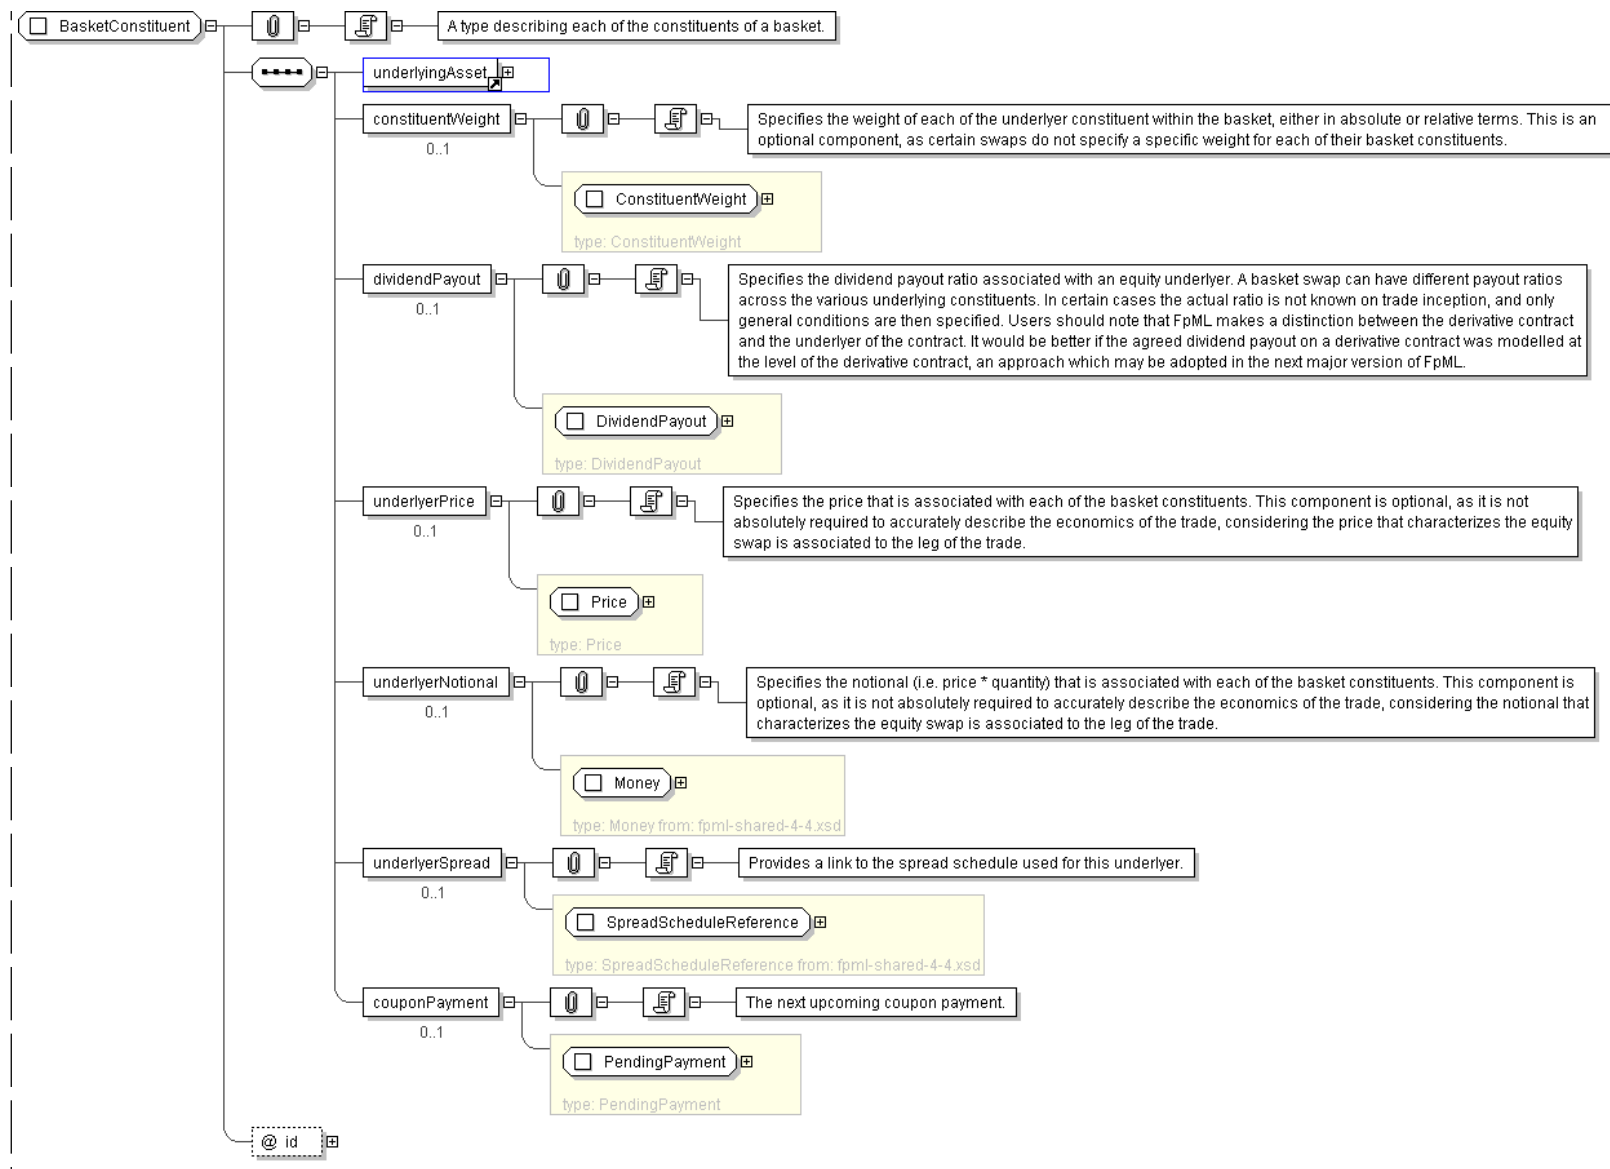 BasketConstituent
A type describing each of the constituents of a basket.
underlyingAsset
constituentWeight
0..1
Specifies the weight of each of the underlyer constituent within the basket, either in absolute or relative terms. This is an
optional component, as certain swaps do not specify a specific weight for each of their basket constituents.
ConstituentWeight
type: ConstituentWeight
dividendPayout
0..1
Specifies the dividend payout ratio associated with an equity underlyer. A basket swap can have different payout ratios
across the various underlying constituents. In certain cases the actual ratio is not known on trade inception, and only
general conditions are then specified. Users should note that FpML makes a distinction between the derivative contract
and the underlyer of the contract. It would be better if the agreed dividend payout on a derivative contract was modelled at
the level of the derivative contract, an approach which may be adopted in the next major version of FpML.
DividendPayout
type: DividendPayout
underlyerPrice
0..1
Specifies the price that is associated with each of the basket constituents. This component is optional, as it is not
absolutely required to accurately describe the economics of the trade, considering the price that characterizes the equity
swap is associated to the leg of the trade.
Price
type: Price
underlyerNotional
0..1
Specifies the notional (i.e. price * quantity) that is associated with each of the basket constituents. This component is
optional, as it is not absolutely required to accurately describe the economics of the trade, considering the notional that
characterizes the equity swap is associated to the leg of the trade.
Money
type: Money from: fpml-shared-4-4.xsd
underlyerSpread
0..1
Provides a link to the spread schedule used for this underlyer.
SpreadScheduleReference
type: SpreadScheduleReference from: fpml-shared-4-4.xsd
couponPayment
0..1
The next upcoming coupon payment.
PendingPayment
type: PendingPayment
@ id